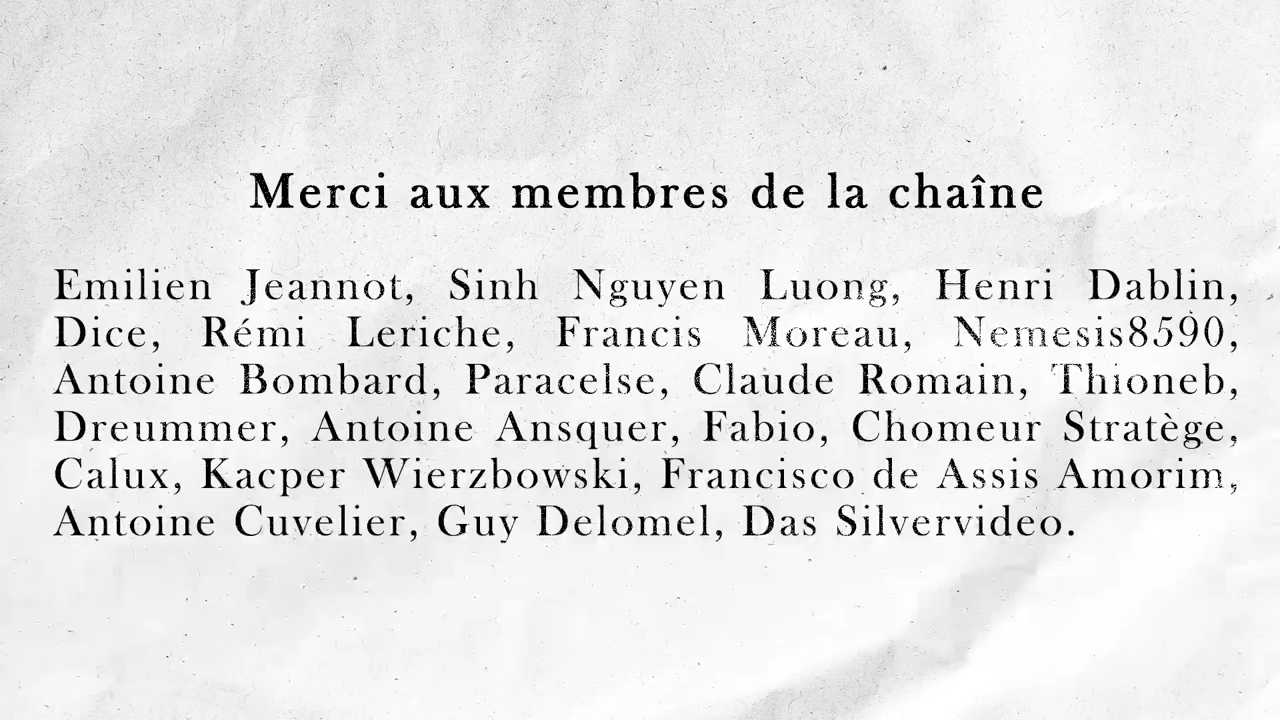 Merci aux membres de la chaîne
Emilien Jeannot, Sinh Nguyen Luong, Henri Dablin,
Dice, Rémi Leriche, Francis Moreau, Nemesis8590,
Antoine Bombard, Paracelse, Claude Romain, Thioneb,
Dreummer, Antoine Ansquer, Fabio, Chomeur Stratège,
Calux, Kacper Wierzbowski, Francisco de Assis Amorim,
Antoine Cuvelier, Guy Delomel, Das Silvervideo.